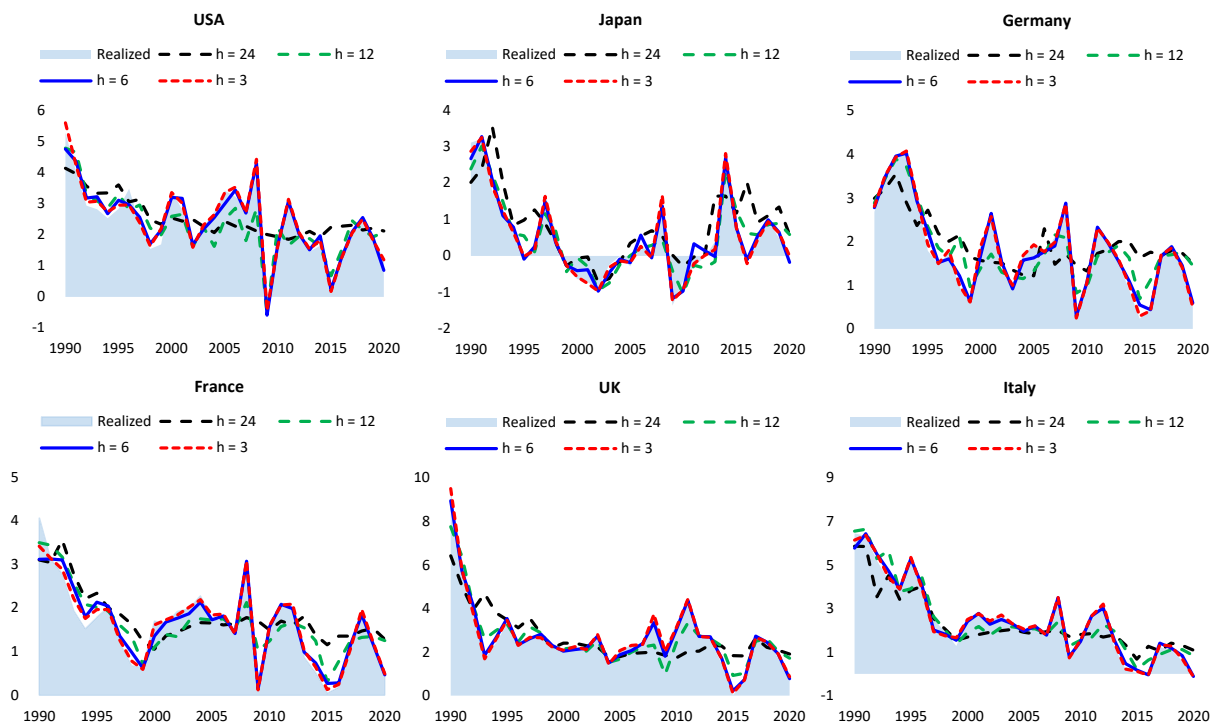 USA
Realized h = 24 h = 12
h = 6 h = 3
6
5
4
3
2
1
0
-1
1990 1995 2000 2005 2010 2015 2020
Japan
Realized h = 24 h = 12
h = 6 h = 3
4
3
2
1
0
-1
-2
1990 1995 2000 2005 2010 2015 2020
Germany
Realized h = 24 h = 12
h = 6 h = 3
5
4
3
2
1
0
1990 1995 2000 2005 2010 2015 2020
France
Realized h = 24 h = 12
h = 6 h = 3
5
4
3
2
1
0
1990 1995 2000 2005 2010 2015 2020
UK
Realized h = 24 h = 12
h = 6 h = 3
10
8
6
4
2
0
1990 1995 2000 2005 2010 2015 2020
Italy
Realized h = 24 h = 12
h = 6 h = 3
9
7
5
3
1
-1
1990 1995 2000 2005 2010 2015 2020